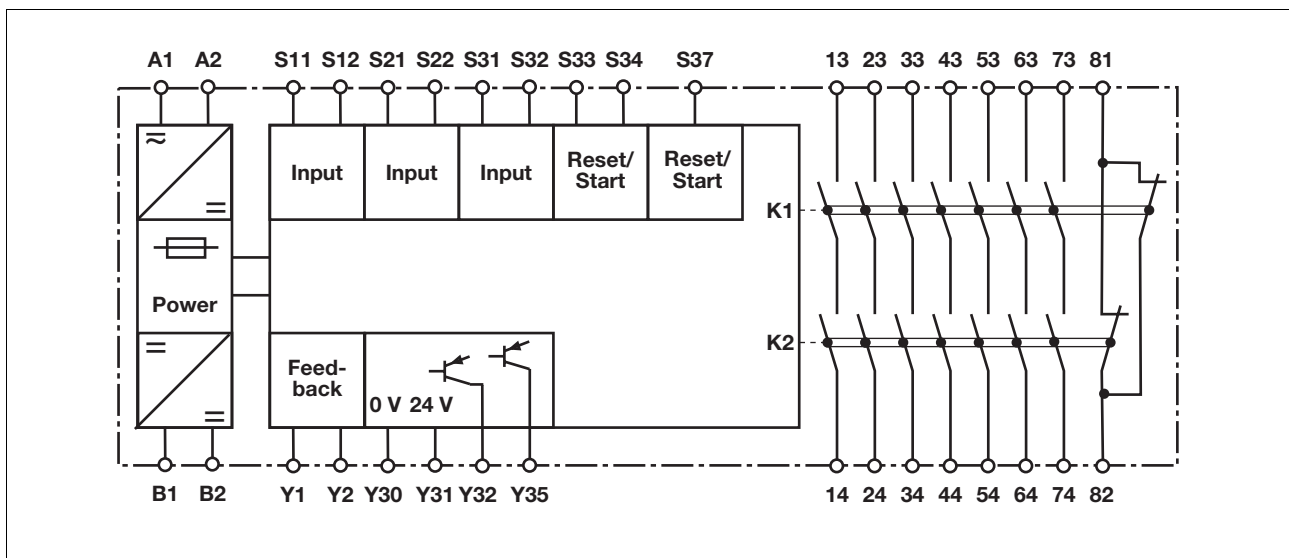 A1 A2 S11 S12 S21 S22 S31 S32 S33 S34 S37 13 23 33 43 53 63 73 81
Input Input Input Reset/ Start Reset/ Start
K1
Power
K2
Feed-
back
0 V 24 V
B1 B2 Y1 Y2 Y30 Y31 Y32 Y35 14 24 34 44 54 64 74 82